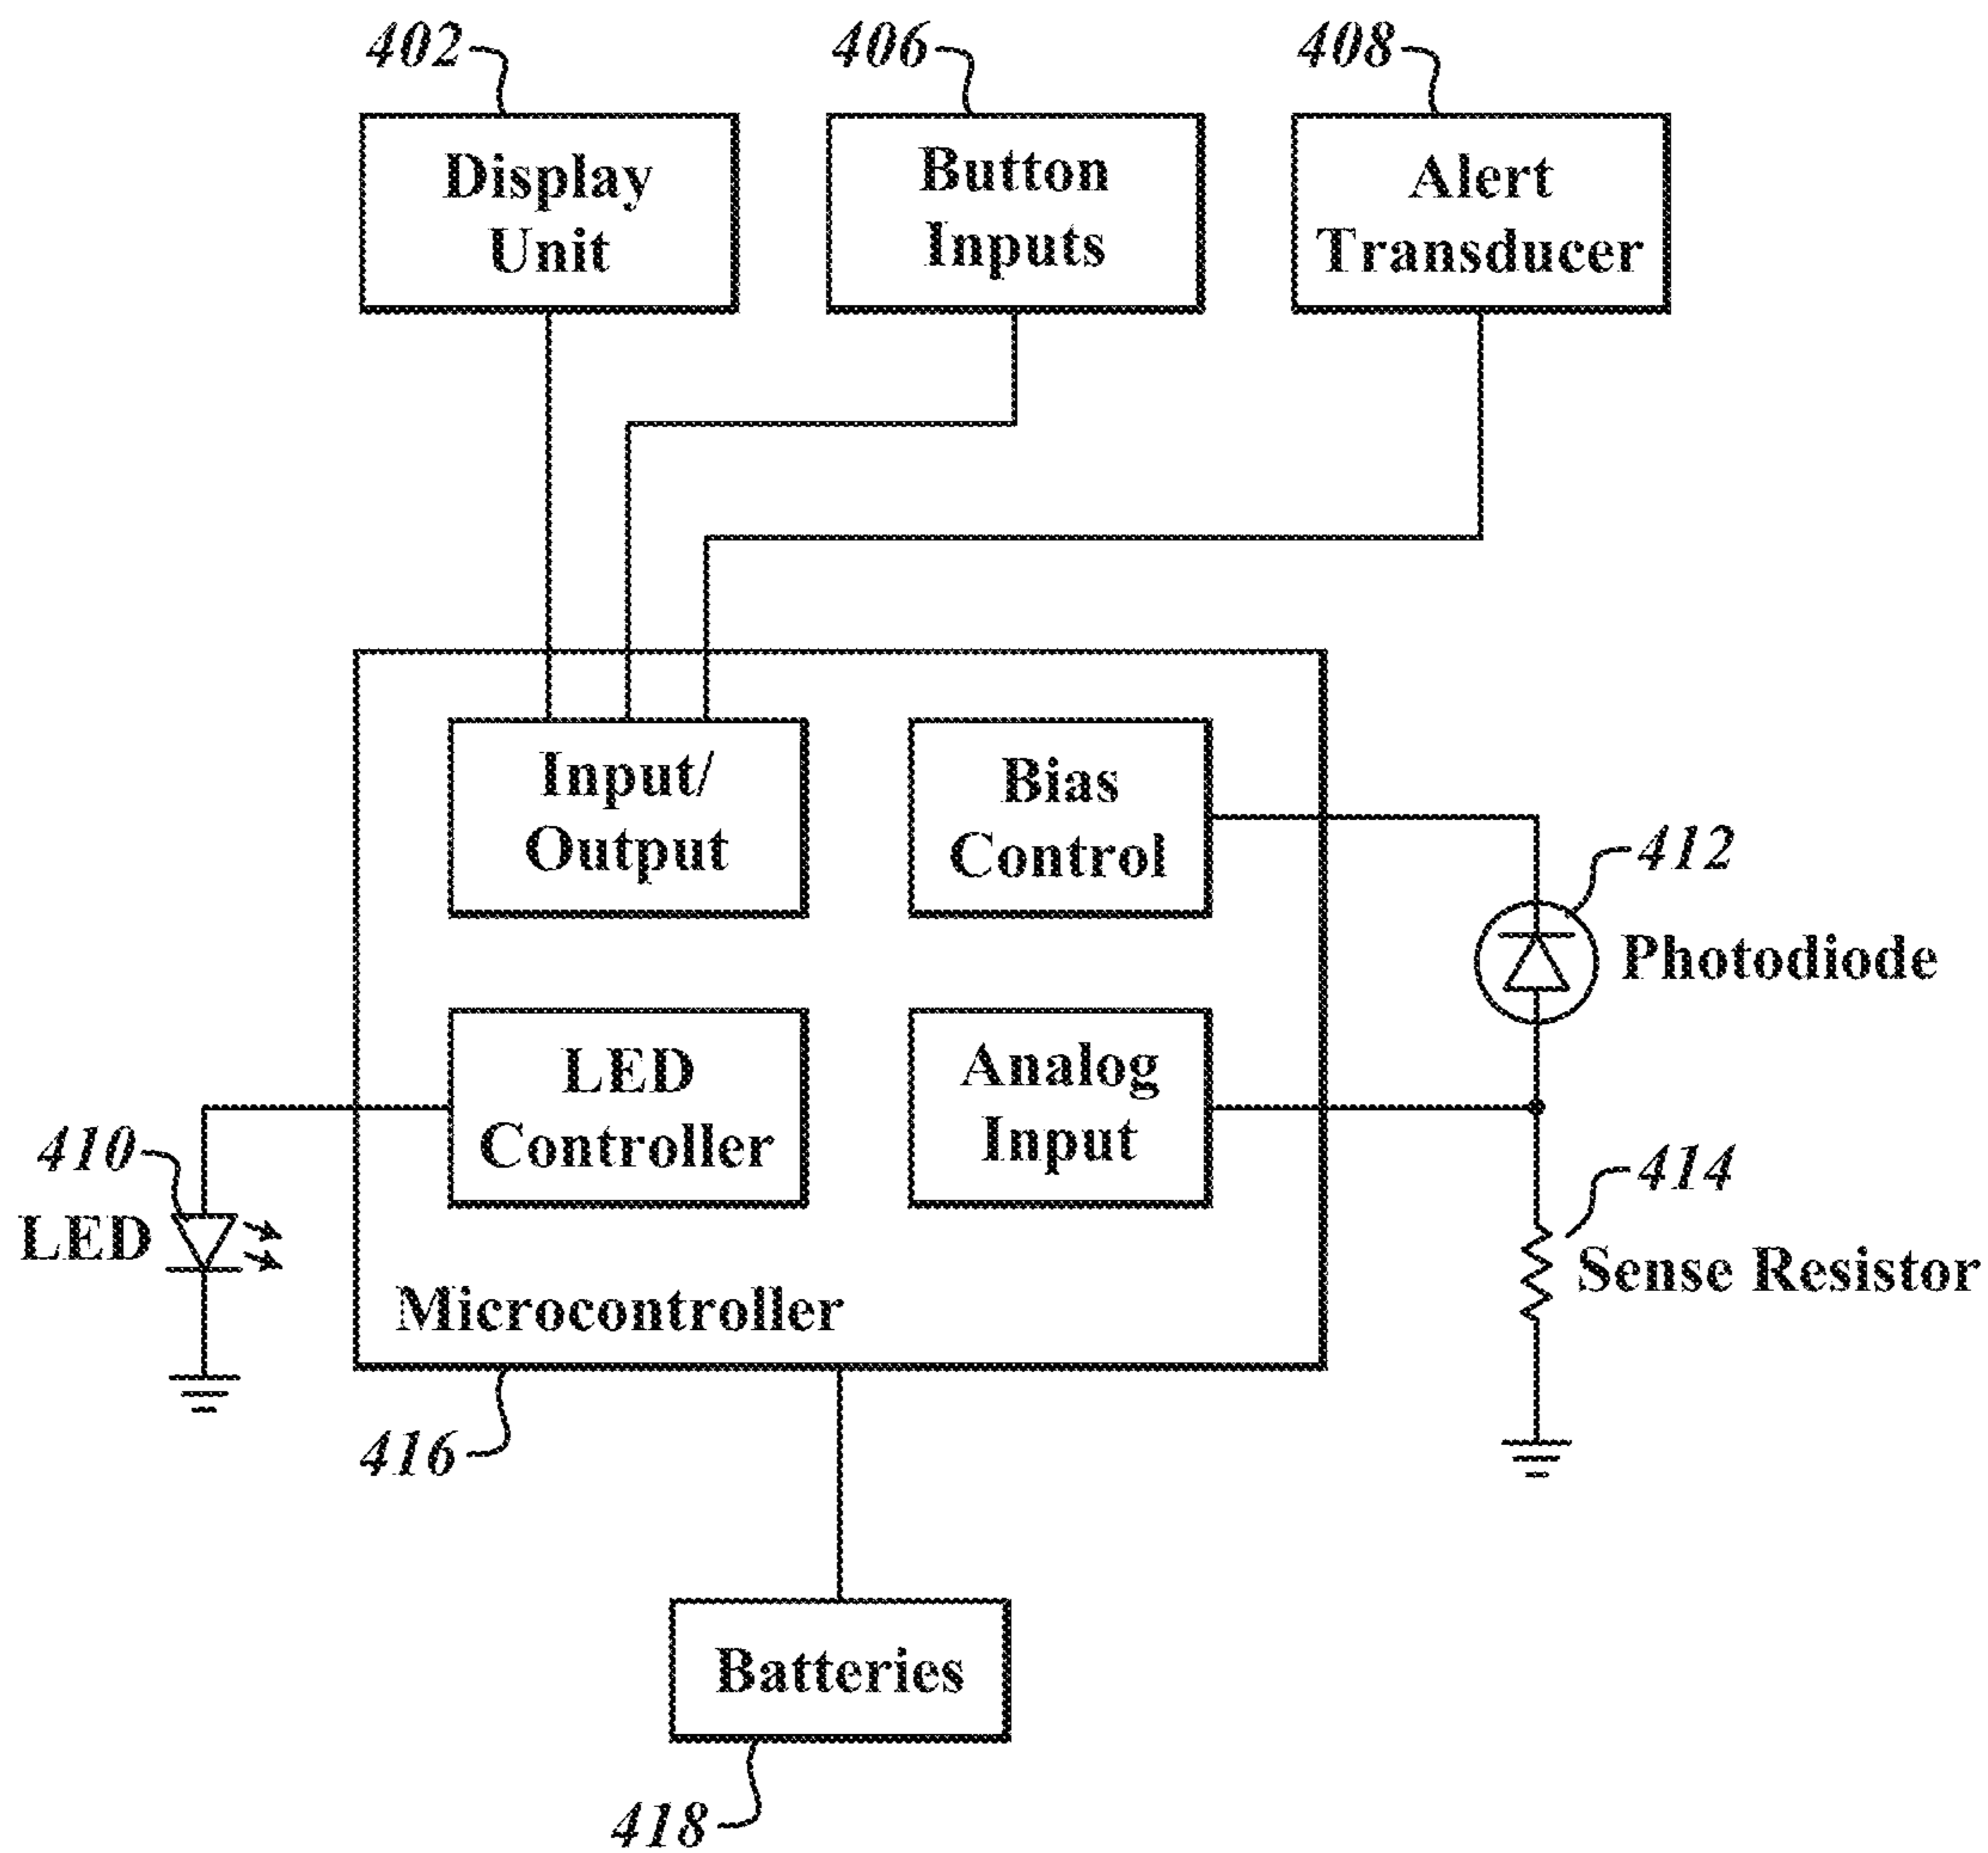 402
406
408
Display
Unit
Button
Inputs
Alert
Transducer
Input/
Output
Bias
Control
412
Photodiode
LED
Controller
Analog
Input
410
LED
414
Sense Resistor
Microcontroller
416
Batteries
418